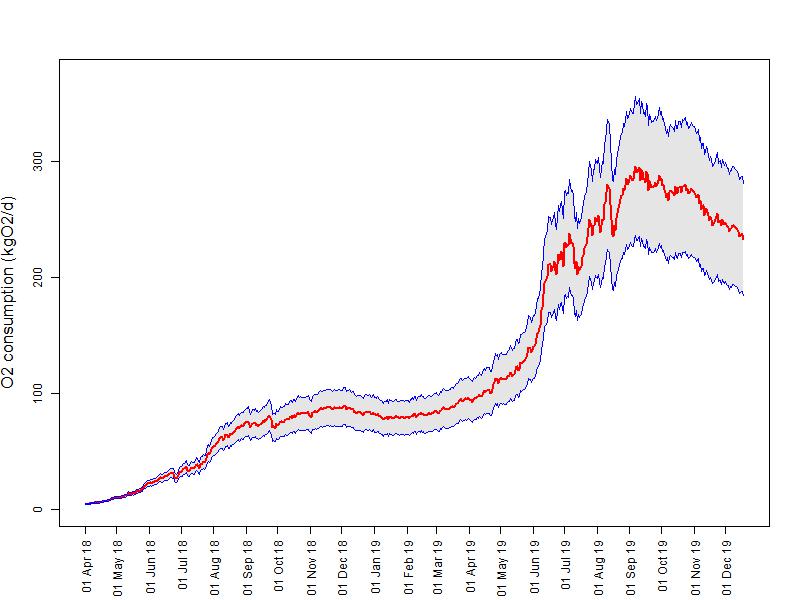 O2 consumption (kgO2/d)
300
200
100
0
01 Apr 18
01 May 18
01 Jun 18
01 Jul 18
01 Aug 18
01 Sep 18
01 Oct 18
01 Nov 18
01 Dec 18
01 Jan 19
01 Feb 19
01 Mar 19
01 Apr 19
01 May 19
01 Jun 19
01 Jul 19
01 Aug 19
01 Sep 19
01 Oct 19
01 Nov 19
01 Dec 19